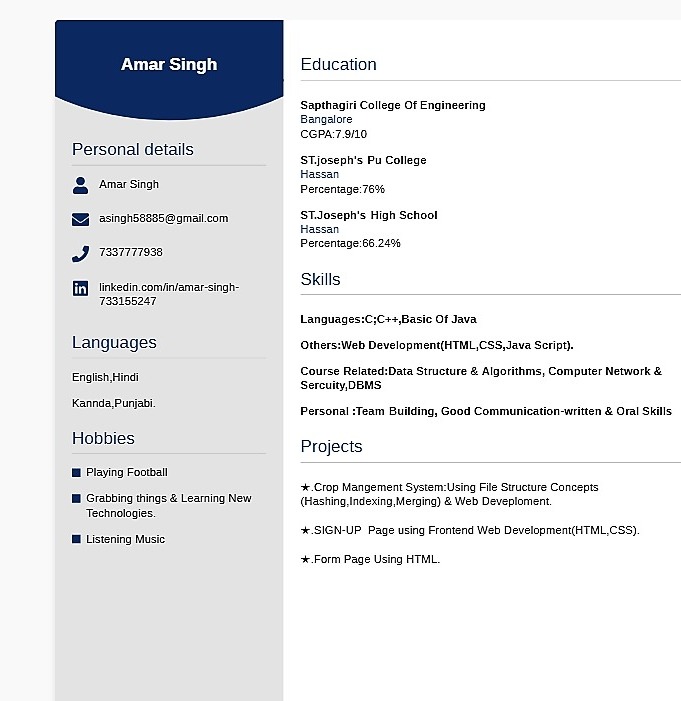 Amar Singh
Personal details
Amar Singh
asingh58885@gmail.com
7337777938
linkedin.com/in/amar-singh-
733155247
Languages
English,Hindi
Kannda,Punjabi.
Hobbies
Playing Football
Grabbing things & Learning New
Technologies.
Listening Music
Education
Sapthagiri College Of Engineering
Bangalore
CGPA:7.9/10
ST.joseph's Pu College
Hassan
Percentage:76%
ST.Joseph's High School
Hassan
Percentage:66.24%
Skills
Languages:C;C++,Basic Of Java
Others:Web Development(HTML,CSS,Java Script).
Course Related:Data Structure & Algorithms, Computer Network &
Sercuity,DBMS
Personal :Team Building, Good Communication-written & Oral Skills
Projects
★.Crop Mangement System:Using File Structure Concepts
(Hashing,Indexing,Merging) & Web Deveploment.
★.SIGN-UP  Page using Frontend Web Development(HTML,CSS).
★.Form Page Using HTML.